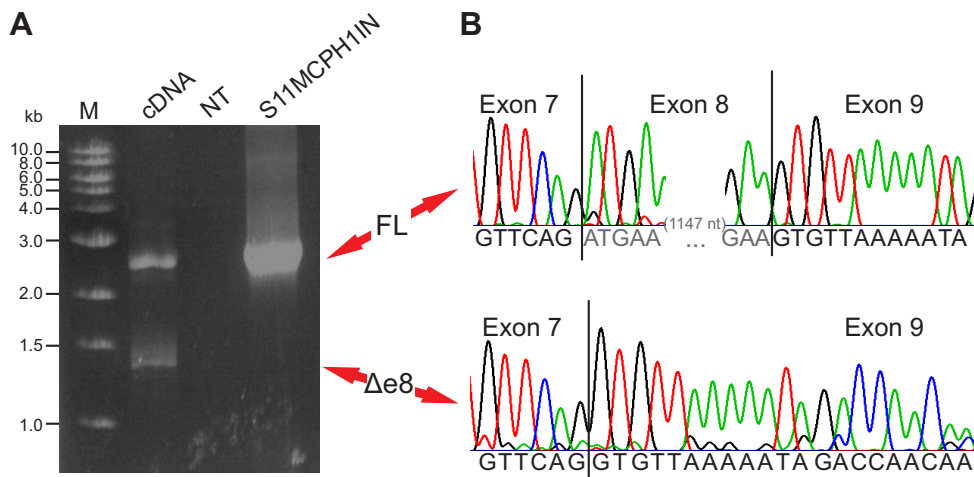 A
kb
M
cDNA
NT
S11MCPH1IN
10.0
8.0
6.0
5.0
4.0
3.0
2.0
1.5
1.0
FL
Δe8
B
Exon 7
Exon 8
Exon 9
GTTCAG ATGAA (1147 nt) ... GAA GTGTTAAAAATA
Exon 7
Exon 9
GTTCAG GTGTTAAAAATAGACCAACAA